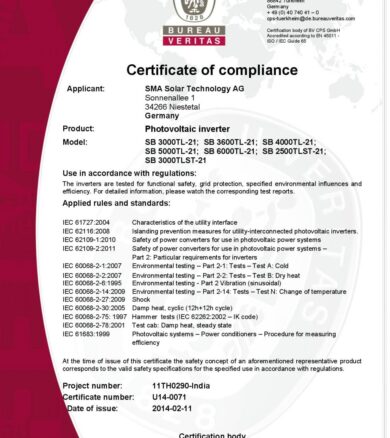 86842 Türkheim
Germany
+ 49 (0) 40 740 41 – 0
cps-tuerkheim@de.bureauveritas.com
Certification body of BV CPS GmbH
Accredited according to EN 45011 -
ISO / IEC Guide 65
1828
BUREAU
VERITAS
Certificate of compliance
Applicant: SMA Solar Technology AG
Sonnenallee 1
34266 Niestetal
Germany
Product: Photovoltaic inverter
Model: SB 3000TL-21; SB 3600TL-21; SB 4000TL-21;
SB 5000TL-21; SB 6000TL-21; SB 2500TLST-21;
SB 3000TLST-21
Use in accordance with regulations:
The inverters are tested for functional safety, grid protection, specified environmental influences and
efficiency. For detailed information, please watch the corresponding test reports.
Applied rules and standards:
IEC 61727:2004 Characteristics of the utility interface
IEC 62116:2008 Islanding prevention measures for utility-interconnected photovoltaic inverters.
IEC 62109-1:2010 Safety of power converters for use in photovoltaic power systems
IEC 62109-2:2011 Safety of power converters for use in photovoltaic power systems –
Part 2: Particular requirements for inverters
IEC 60068-2-1:2007 Environmental testing – Part 2-1: Tests – Test A: Cold
IEC 60068-2-2:2007 Environmental testing – Part 2-2: Tests – Test B: Dry heat
IEC 60068-2-6:1995 Environmental testing – Part 2 Vibration (sinusoidal)
IEC 60068-2-14:2009 Environmental testing – Part 2-14: Tests – Test N: Change of temperature
IEC 60068-2-27:2009 Shock
IEC 60068-2-30:2005 Damp heat, cyclic (12h+12h cycle)
IEC 60068-2-75: 1997 Hammer tests (IEC 62262:2002 – IK code)
IEC 60068-2-78:2001 Test cab: Damp heat, steady state
IEC 61683:1999 Photovoltaic systems – Power conditioners – Procedure for measuring
efficiency
At the time of issue of this certificate the safety concept of an aforementioned representative product
corresponds to the valid safety specifications for the specified use in accordance with regulations.
Project number: 11TH0290-India
Certificate number: U14-0071
Date of issue: 2014-02-11
Certification body